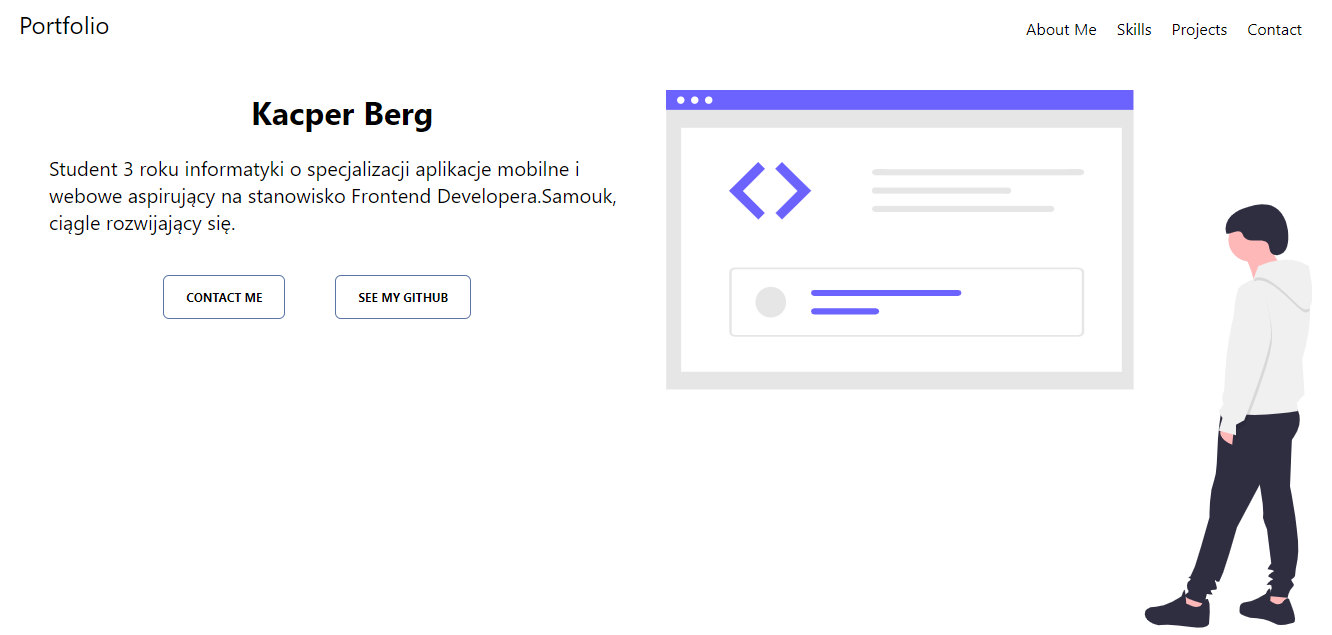 Portfolio
About Me Skills Projects Contact
Kacper Berg
Student 3 roku informatyki o specjalizacji aplikacje mobilne i
webowe aspirujący na stanowisko Frontend Developera.Samouk,
ciągle rozwijający się.
CONTACT ME SEE MY GITHUB